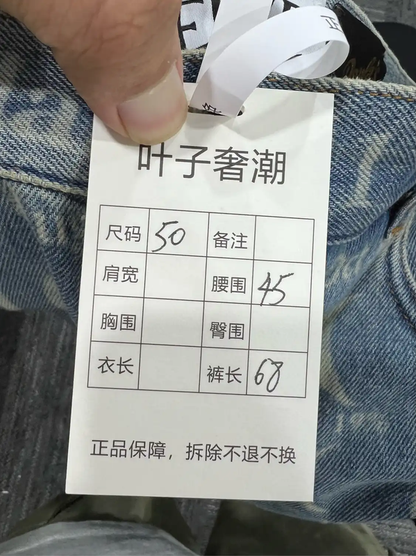 叶子奢潮
尺码 50 备注
肩宽 腰围 45
胸围 臀围
衣长 裤长 68
正品保障，拆除不退不换